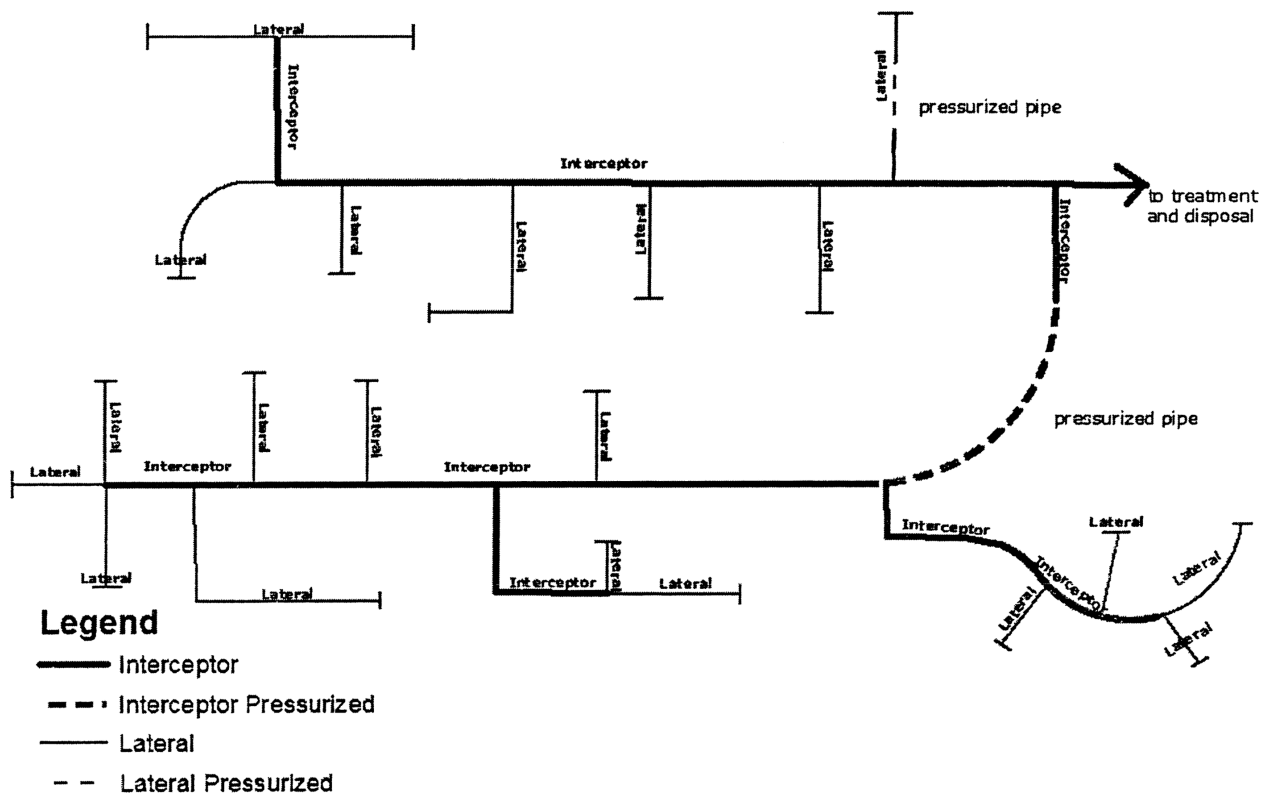 Lateral
Interceptor
Lateral
pressurized pipe
Interceptor
to treatment
and disposal
Lateral
Lateral
Lateral
Lateral
Lateral
Interceptor
Lateral
Lateral
Lateral
Lateral
pressurized pipe
Lateral
Interceptor
Interceptor
Lateral
Lateral
Interceptor
Lateral
Lateral
Interceptor
Lateral
Interceptor
Lateral
Lateral
Lateral
Legend
Interceptor
Interceptor Pressurized
Lateral
Lateral Pressurized